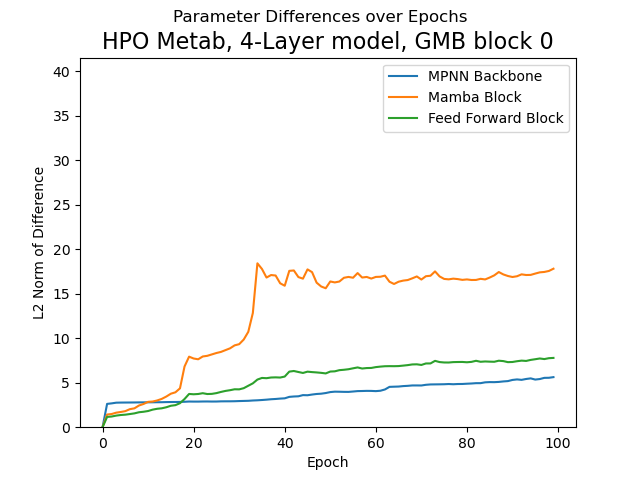 Parameter Differences over Epochs
HPO Metab, 4-Layer model, GMB block 0
MPNN Backbone
Mamba Block
Feed Forward Block
L2 Norm of Difference
40
35
30
25
20
15
10
5
0
0 20 40 60 80 100
Epoch